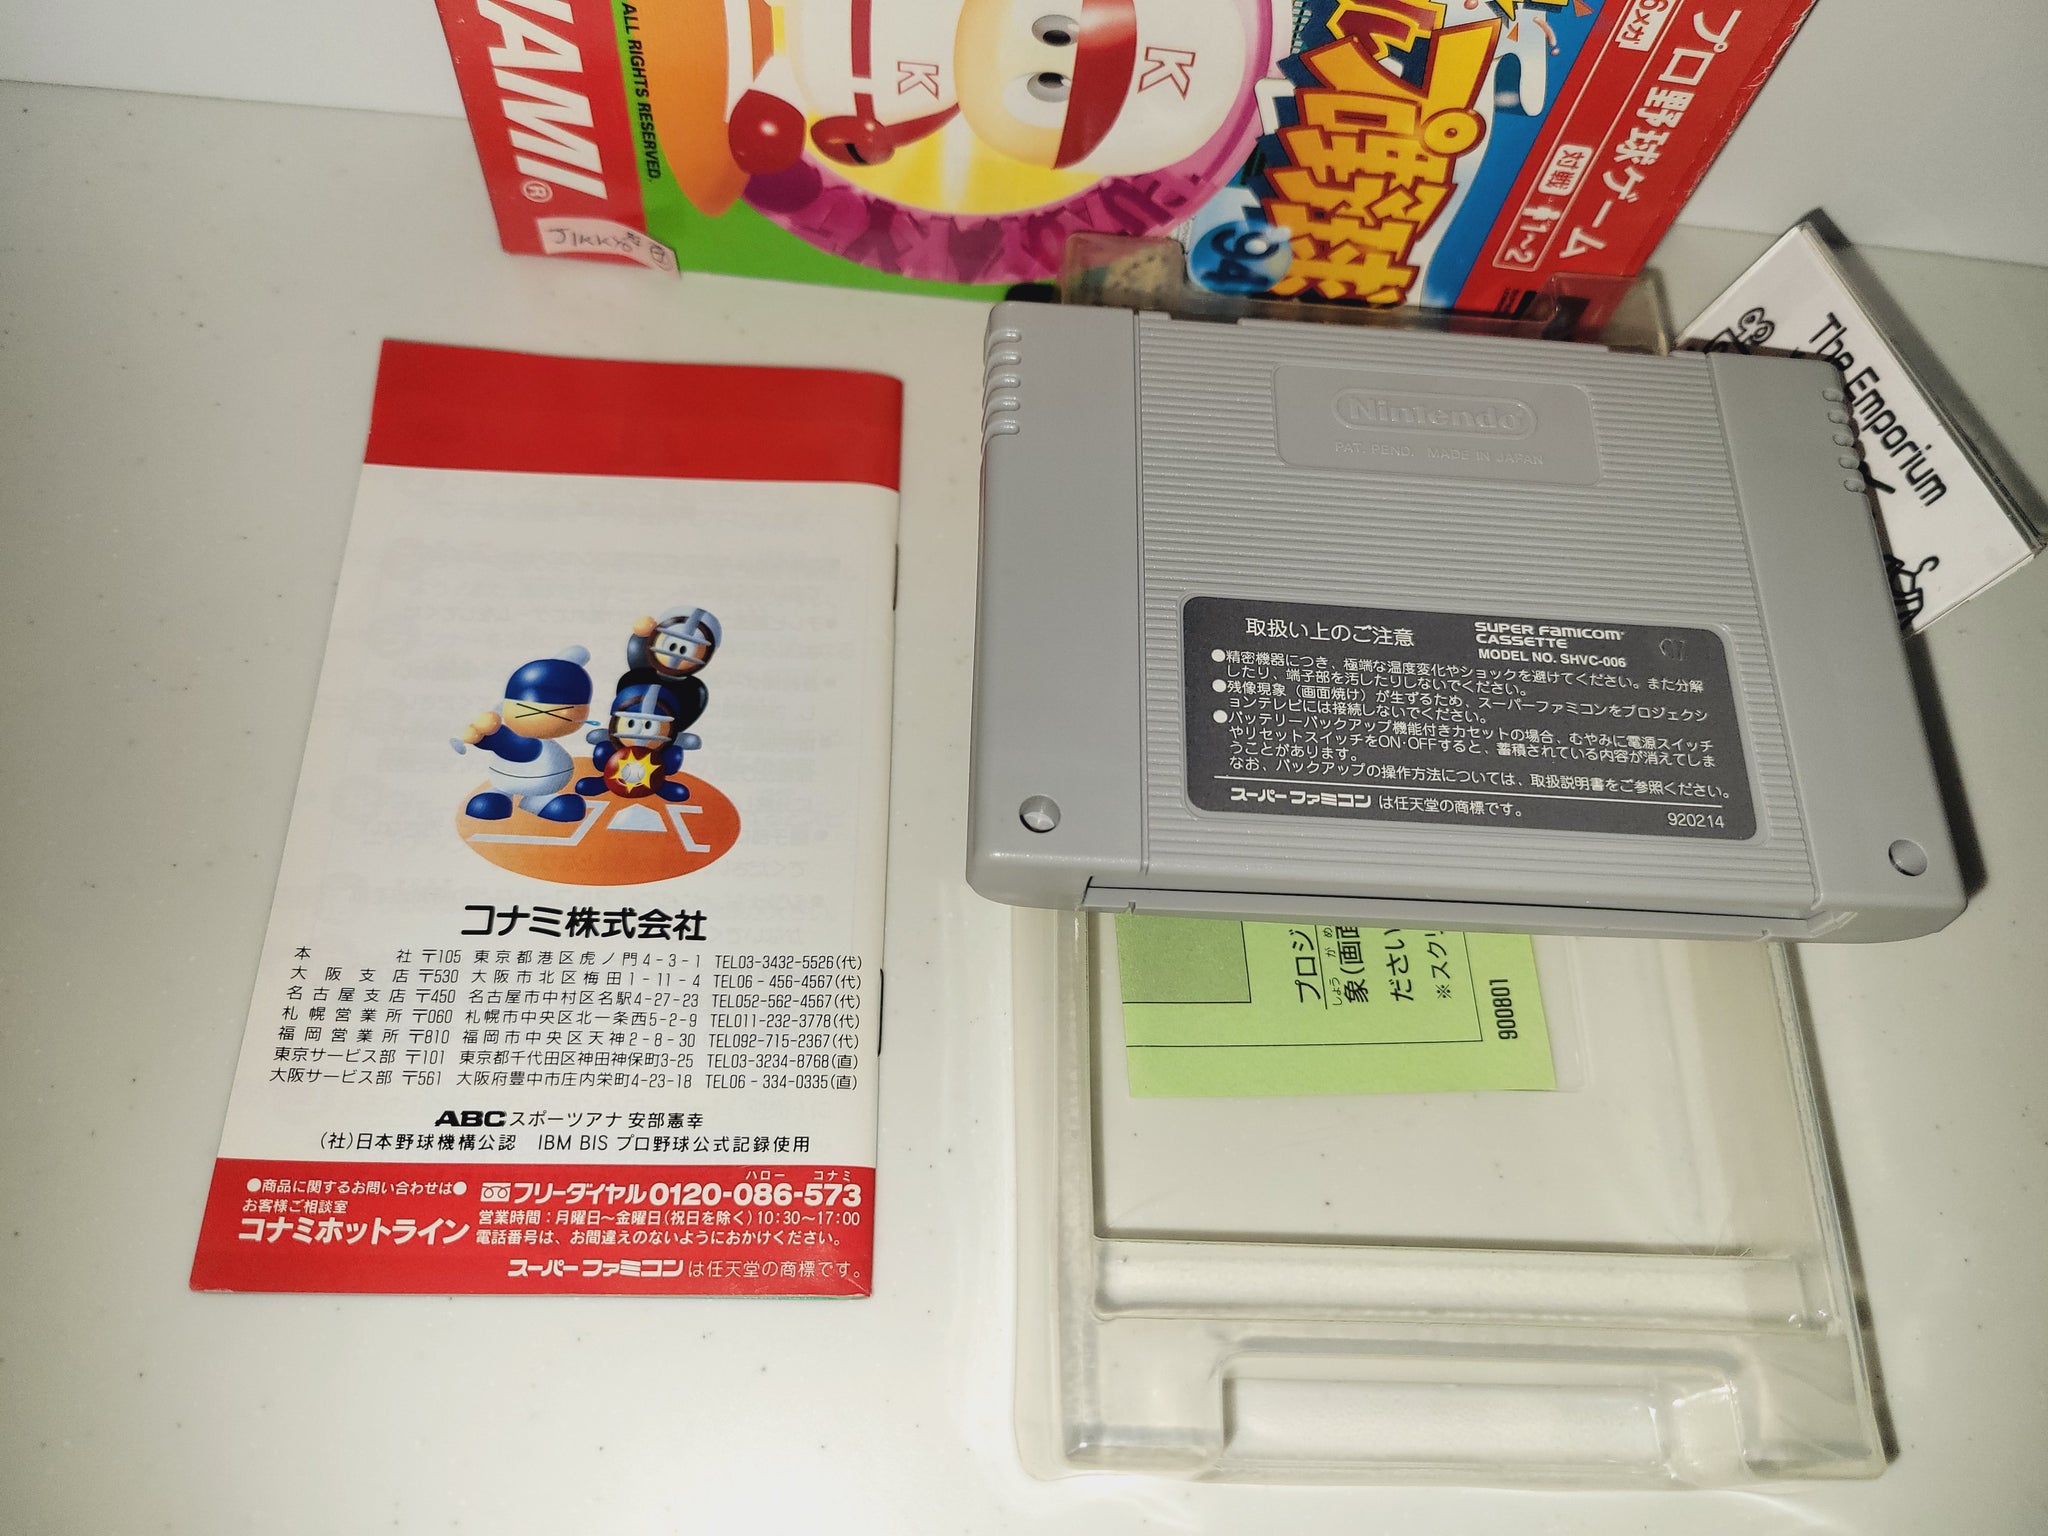 KONAMI®
ALL RIGHTS RESERVED.
K
K
JIKKYO
野球
94
プロ野球ゲーム
対戦 1~2
The Emporium
Nintendo®
PAT. PEND. MADE IN JAPAN
取扱い上のご注意
SUPER FAMICOM
CASSETTE
MODEL NO. SHVC-006
07
●精密機器につき、極端な温度変化やショックを避けてください。また分解
したり、端子部を汚したりしないでください。
●残像現象(画面焼け)が生ずるため、スーパーファミコンをプロジェクシ
ョンテレビには接続しないでください。
●バッテリーバックアップ機能付きカセットの場合、むやみに電源スイッチ
やリセットスイッチをON・OFFすると、蓄積されている内容が消えてしま
うことがあります。
なお、バックアップの操作方法については、取扱説明書をご参照ください。
スーパーファミコンは任天堂の商標です。
920214
プロジ
象(画面
しょう がめ
ださい
※スクリ
900801
コナミ株式会社
本 社 〒105 東京都港区虎ノ門4-3-1 TEL03-3432-5526(代)
大阪支店 〒530 大阪市北区梅田1-11-4 TEL06-456-4567(代)
名古屋支店 〒450 名古屋市中村区名駅4-27-23 TEL052-562-4567(代)
札幌営業所 〒060 札幌市中央区北一条西5-2-9 TEL011-232-3778(代)
福岡営業所 〒810 福岡市中央区天神2-8-30 TEL092-715-2367(代)
東京サービス部 〒101 東京都千代田区神田神保町3-25 TEL03-3234-8768(直)
大阪サービス部 〒561 大阪府豊中市庄内栄町4-23-18 TEL06-334-0335(直)
ABCスポーツアナ 安部憲幸
(社)日本野球機構公認 IBM BIS プロ野球公式記録使用
●商品に関するお問い合わせは●
お客様ご相談室
コナミホットライン
ハロー コナミ
フリーダイヤル0120-086-573
営業時間:月曜日~金曜日(祝日を除く)10:30~17:00
電話番号は、お間違えのないようにおかけください。
スーパーファミコンは任天堂の商標です。